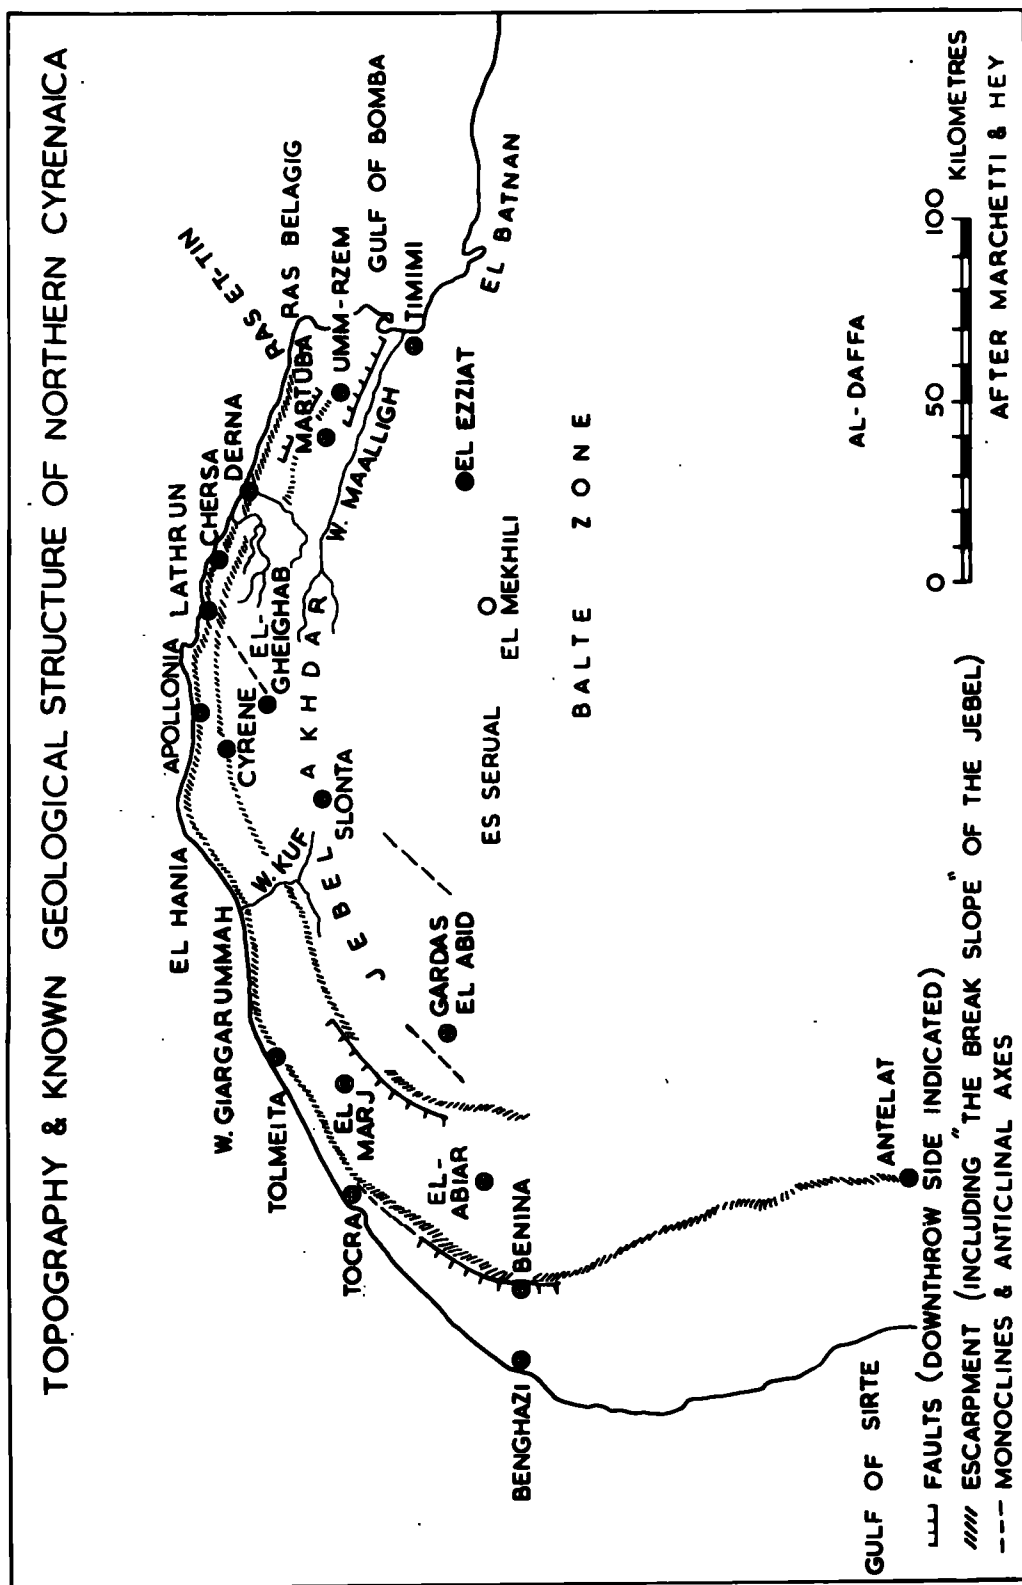 TOPOGRAPHY & KNOWN GEOLOGICAL STRUCTURE OF NORTHERN CYRENAICA
EL HANIA
APOLLONIA
LATHRUN
CHERSA
DERNA
RAS ET-TIN
RAS BELAGIG
MARTUBA
UMM-RZEM
GULF OF BOMBA
TIMIMI
EL BATNAN
W. GIARGARUMMAH
W. KUF
CYRENE
EL-
GHEIGHAB
W. MAALLIGH
TOLMEITA
JEBEL AKHDAR
SLONTA
TOCRA
EL
MARJ
GARDAS
EL ABID
EL-
ABIAR
ES SERUAL
EL MEKHILI
EL EZZIAT
BENGHAZI
BENINA
BALTE ZONE
ANTELAT
AL-DAFFA
GULF OF SIRTE
0 50 100 KILOMETRES
FAULTS (DOWNTHROW SIDE INDICATED)
ESCARPMENT (INCLUDING "THE BREAK SLOPE" OF THE JEBEL)
--- MONOCLINES & ANTICLINAL AXES
AFTER MARCHETTI & HEY